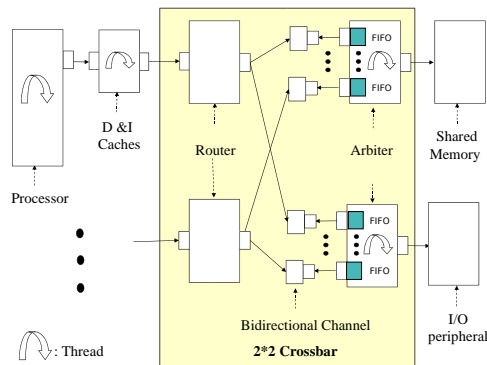 FIFO
FIFO
D &I
Caches
Router
Arbiter
Shared
Memory
Processor
FIFO
FIFO
Bidirectional Channel
I/O
peripheral
: Thread
2*2 Crossbar